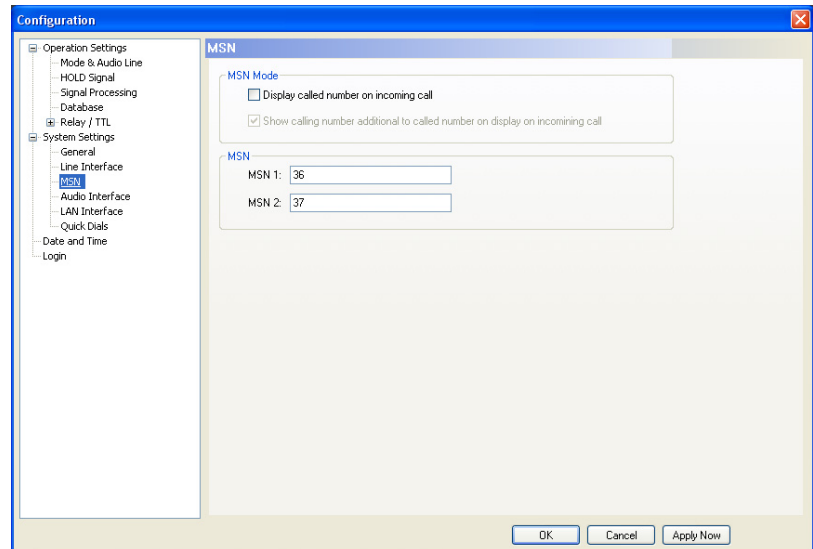 Configuration
Operation Settings
Mode & Audio Line
HOLD Signal
Signal Processing
Database
Relay / TTL
System Settings
General
Line Interface
MSN
Audio Interface
LAN Interface
Quick Dials
Date and Time
Login
MSN
MSN Mode
Display called number on incoming call
Show calling number additional to called number on display on incomining call
MSN
MSN 1: 36
MSN 2: 37
OK Cancel Apply Now